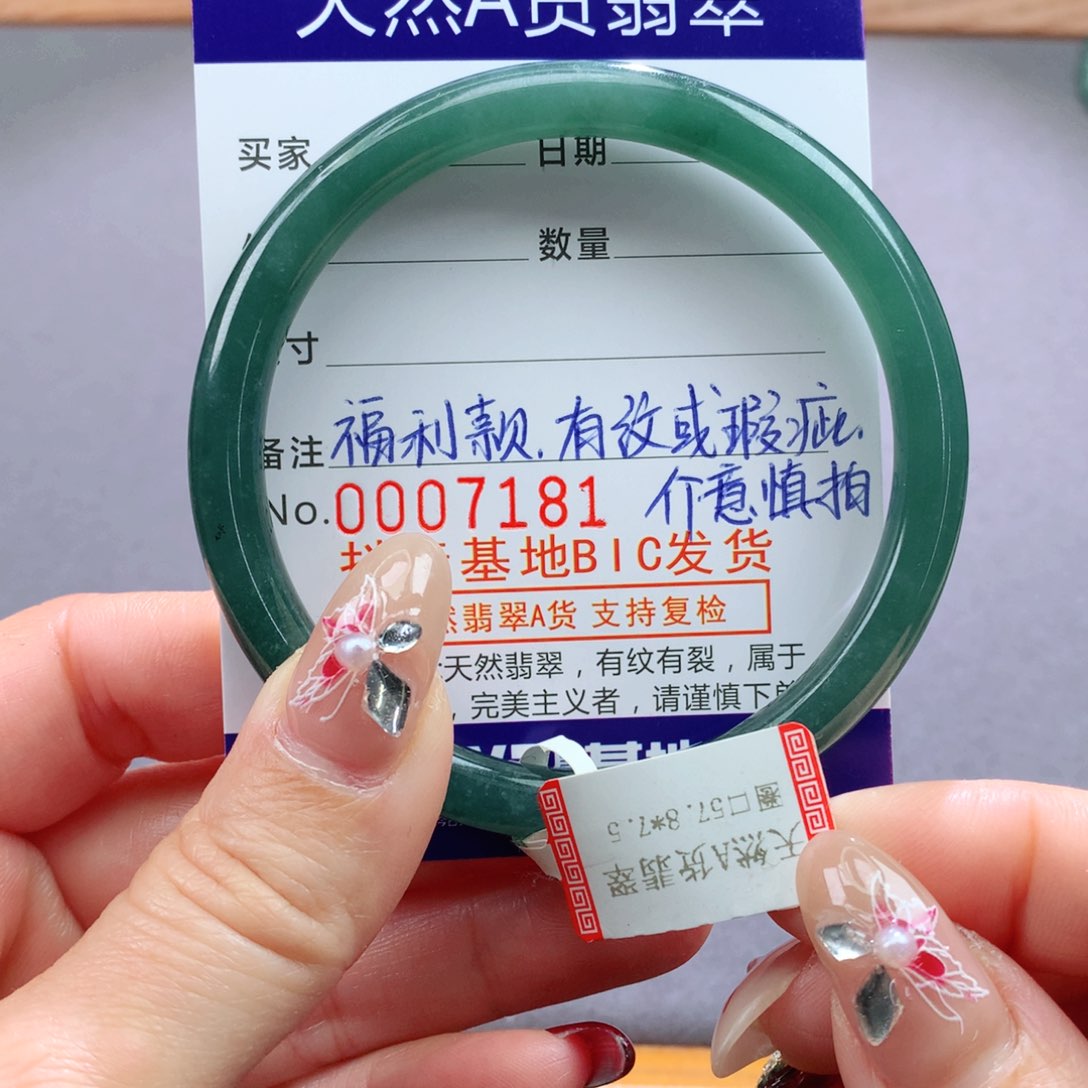 天然A货翡翠
买家 日期
数量
寸
备注 福利款.有纹或瑕疵.
介意慎拍
No.0007181
基地BIC发货
然翡翠A货 支持复检
天然翡翠，有纹有裂，属于
，完美主义者，请谨慎下单
基地
圈口57.8*7.5
天然A货翡翠